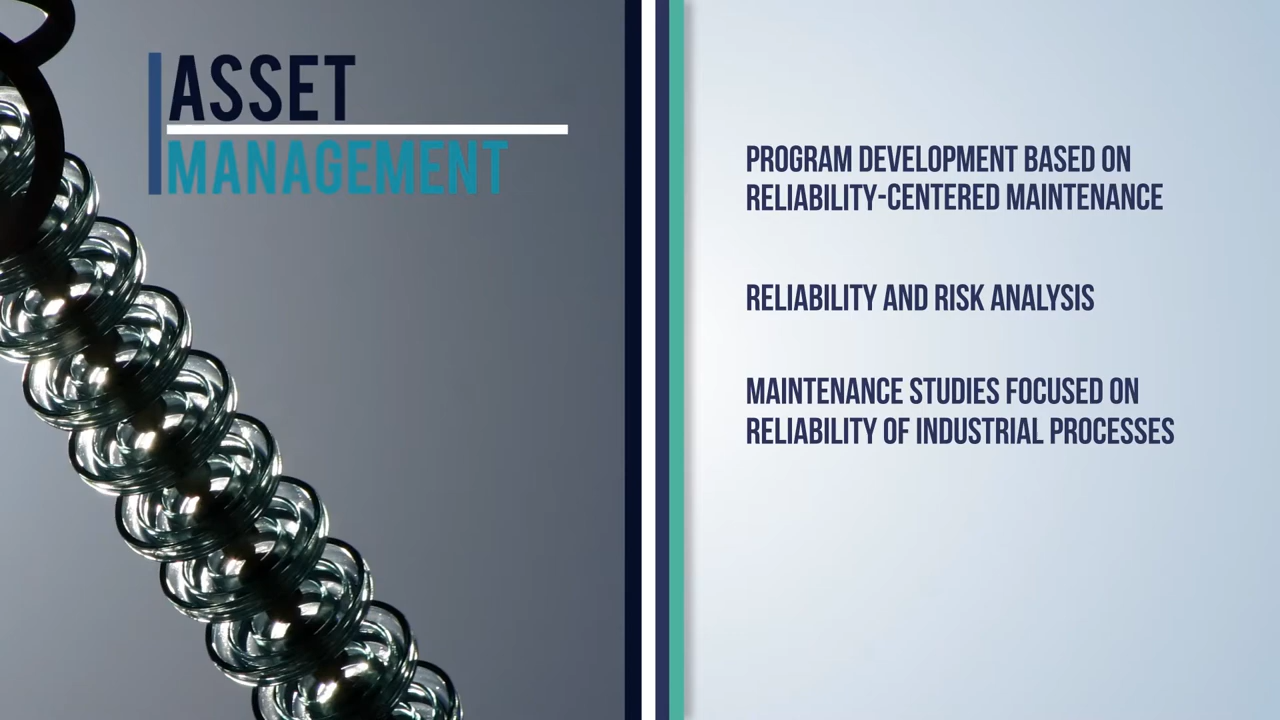 ASSET
MANAGEMENT
PROGRAM DEVELOPMENT BASED ON
RELIABILITY-CENTERED MAINTENANCE
RELIABILITY AND RISK ANALYSIS
MAINTENANCE STUDIES FOCUSED ON
RELIABILITY OF INDUSTRIAL PROCESSES